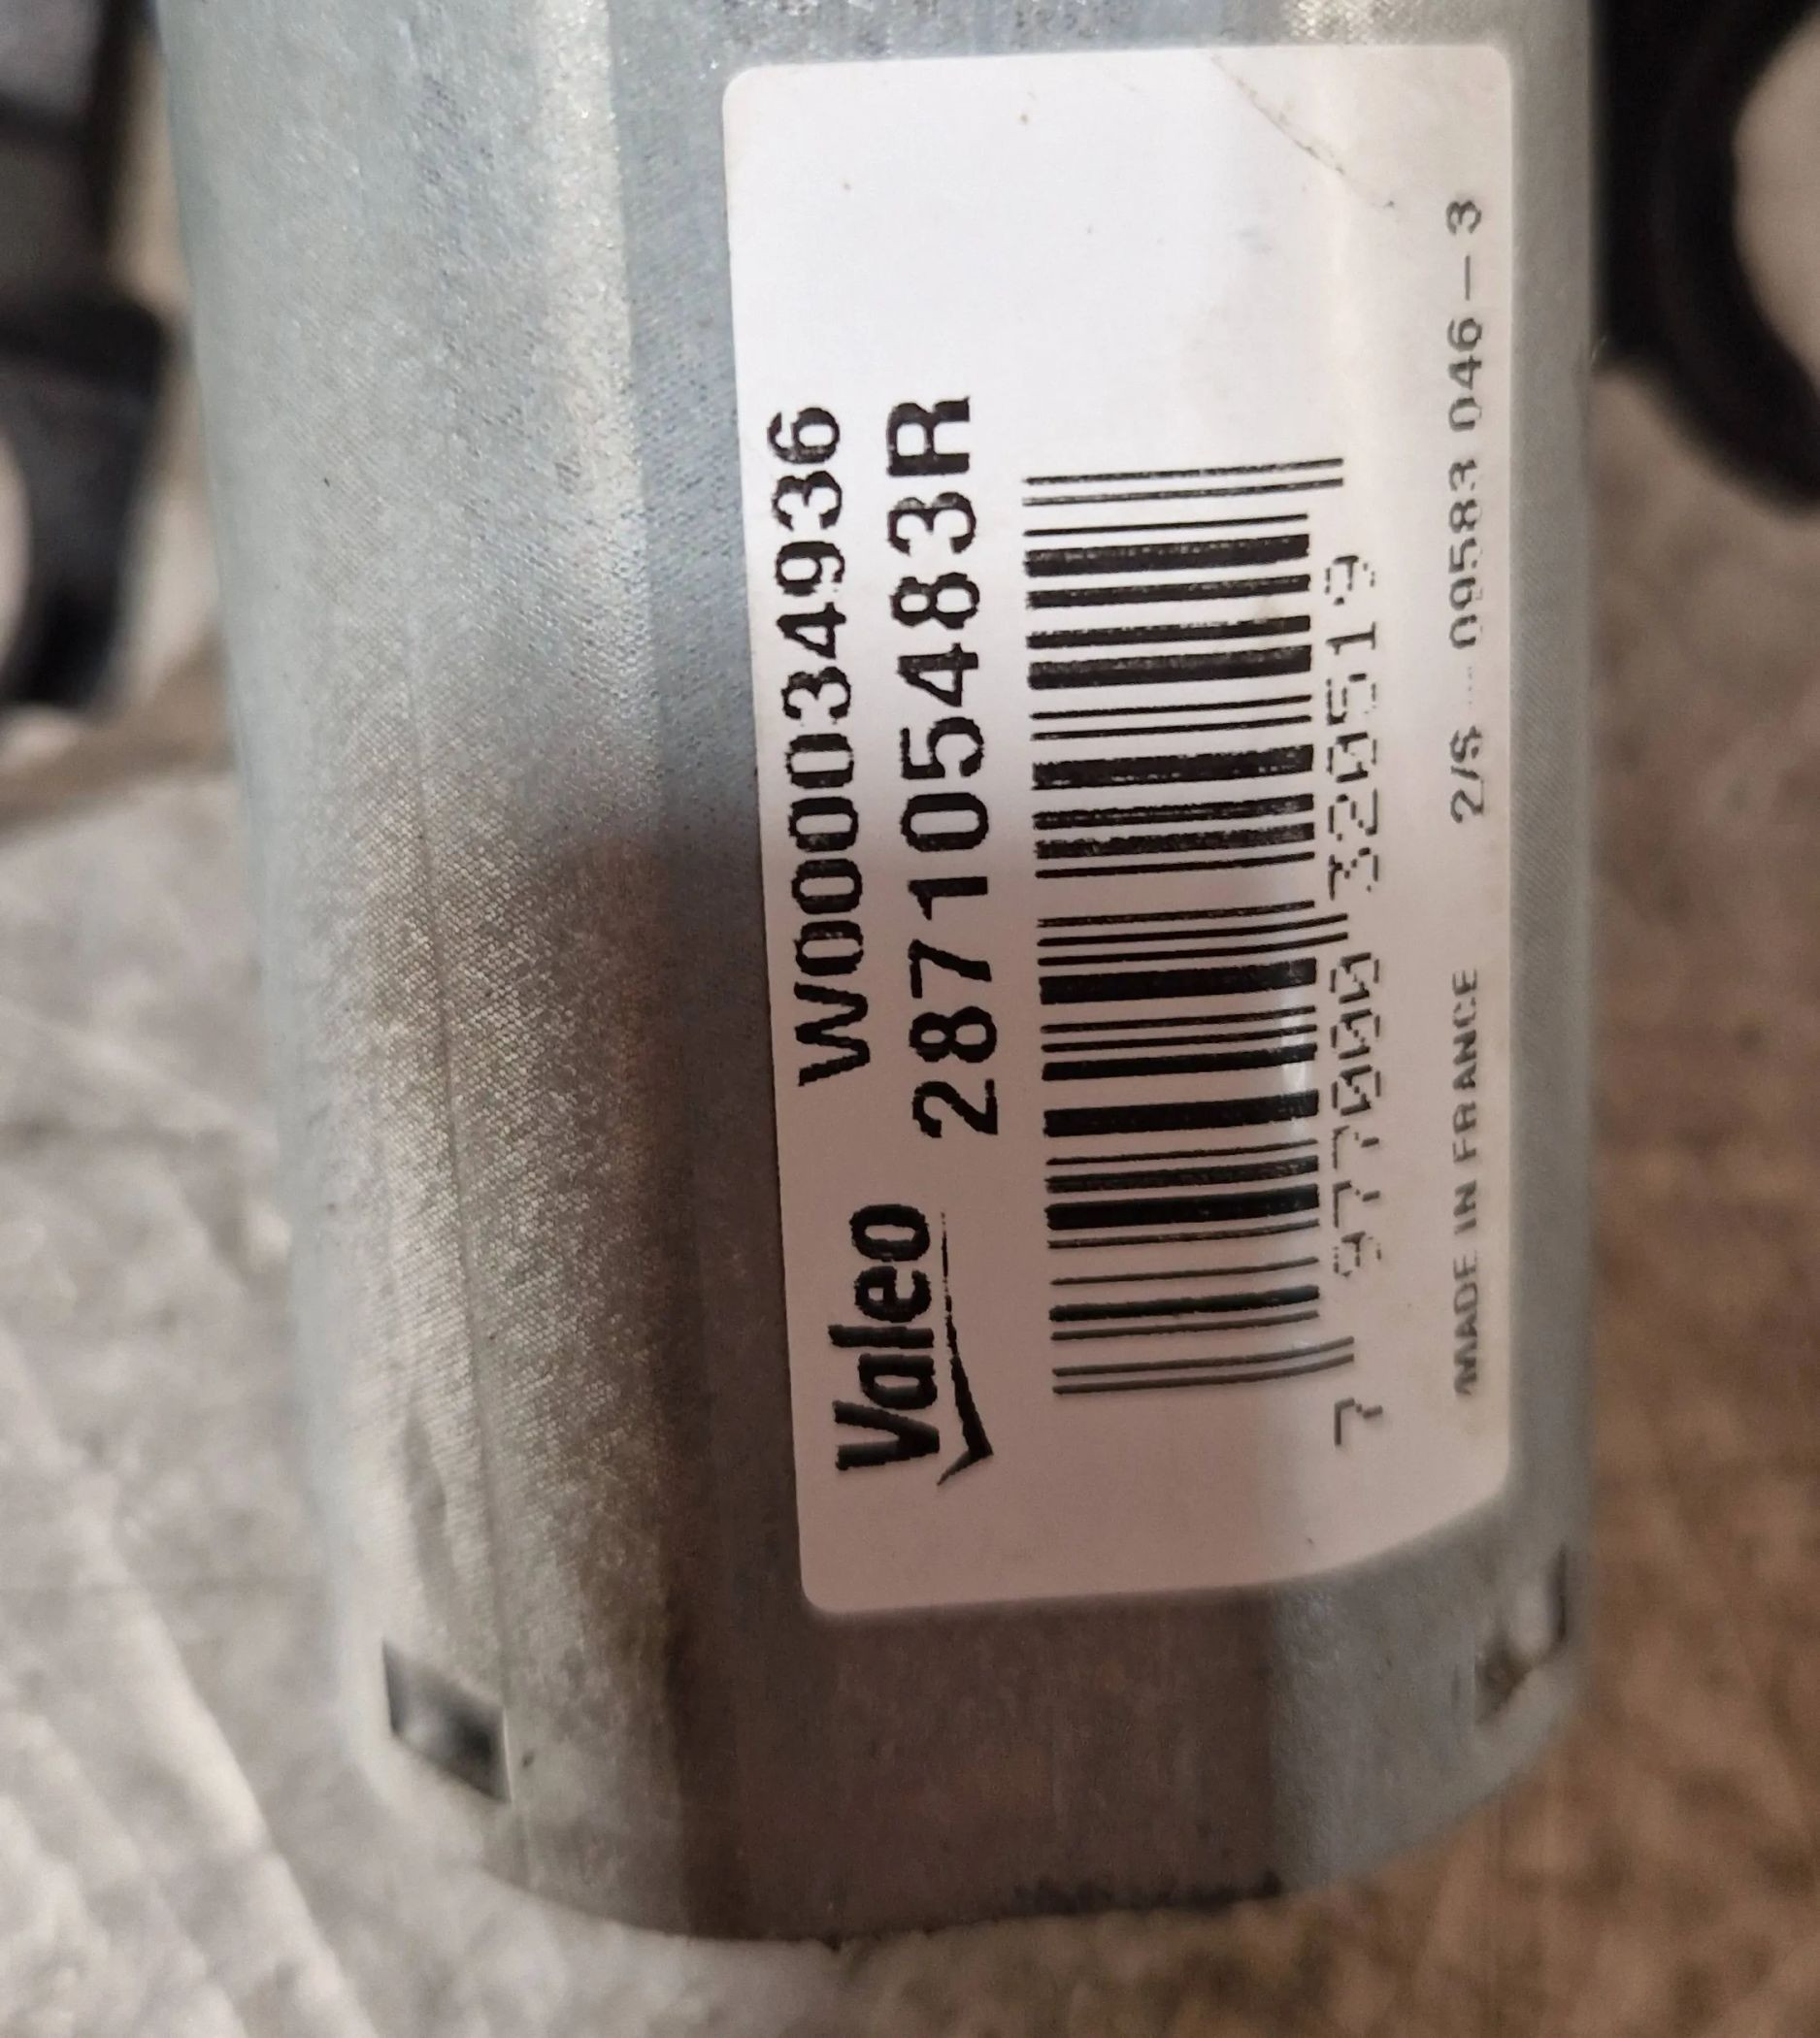 W000034936
Valeo 287105483R
7 977000 320519
MADE IN FRANCE 2/S 09583 046-3